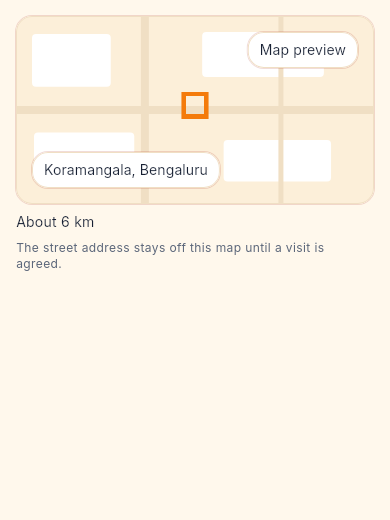 Map preview
Koramangala, Bengaluru
About 6 km
The street address stays off this map until a visit is
agreed.